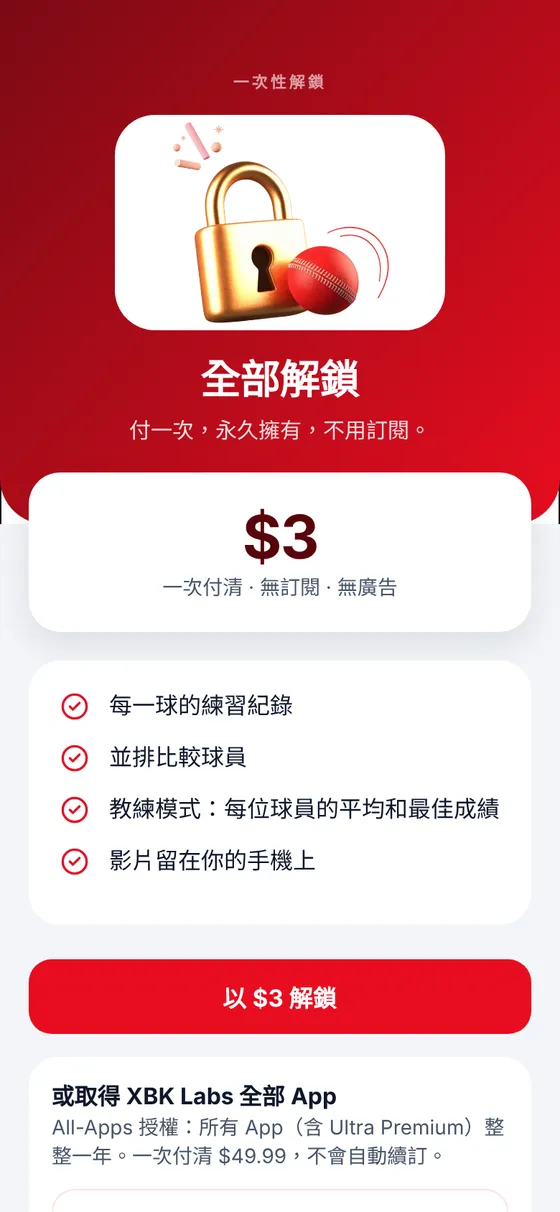 一次性解鎖
全部解鎖
付一次，永久擁有，不用訂閱。
$3
一次付清 · 無訂閱 · 無廣告
每一球的練習紀錄
並排比較球員
教練模式：每位球員的平均和最佳成績
影片留在你的手機上
以 $3 解鎖
或取得 XBK Labs 全部 App
All-Apps 授權：所有 App（含 Ultra Premium）整
整一年。一次付清 $49.99，不會自動續訂。